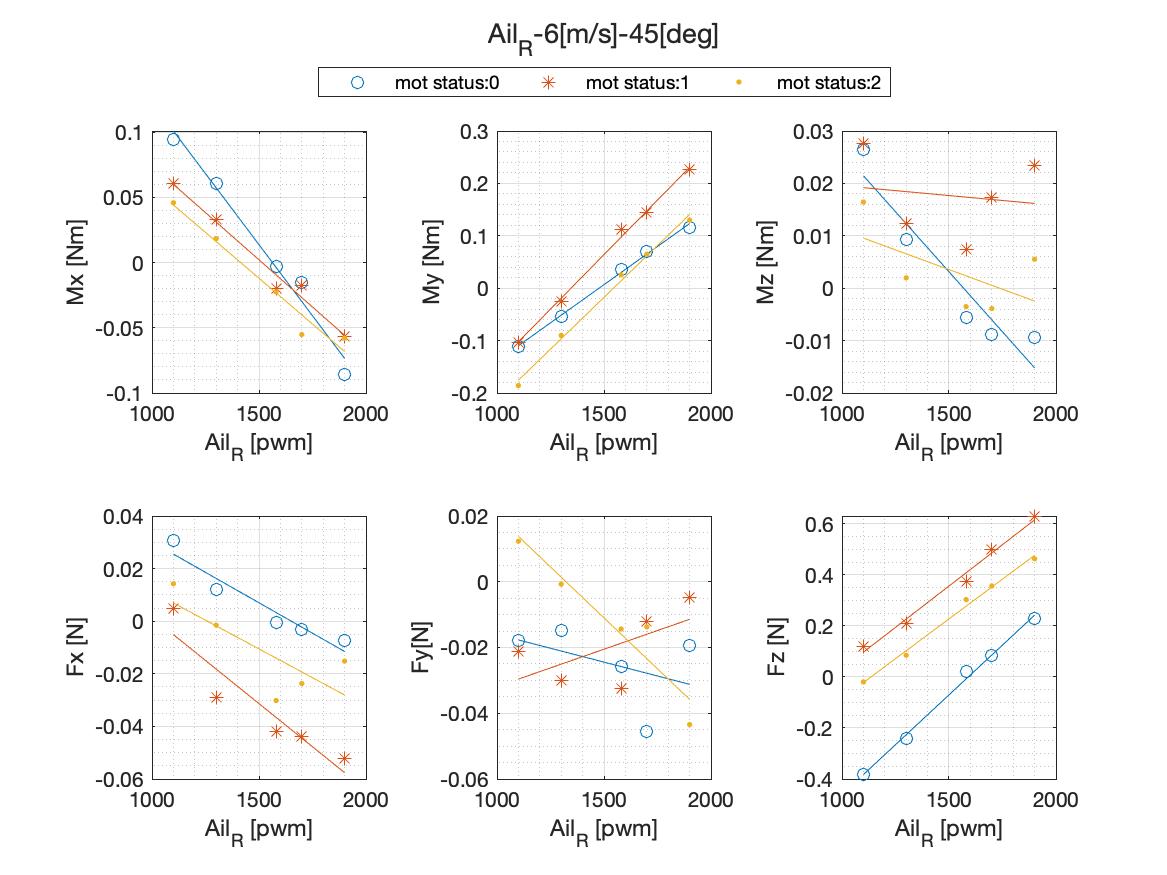 Ail_R-6[m/s]-45[deg]
mot status:0 mot status:1 mot status:2
0.1
0.05
0
-0.05
-0.1
1000 1500 2000
Mx [Nm]
Ail_R [pwm]
0.3
0.2
0.1
0
-0.1
-0.2
1000 1500 2000
My [Nm]
Ail_R [pwm]
0.03
0.02
0.01
0
-0.01
-0.02
1000 1500 2000
Mz [Nm]
Ail_R [pwm]
0.04
0.02
0
-0.02
-0.04
-0.06
1000 1500 2000
Fx [N]
Ail_R [pwm]
0.02
0
-0.02
-0.04
-0.06
1000 1500 2000
Fy[N]
Ail_R [pwm]
0.6
0.4
0.2
0
-0.2
-0.4
1000 1500 2000
Fz [N]
Ail_R [pwm]